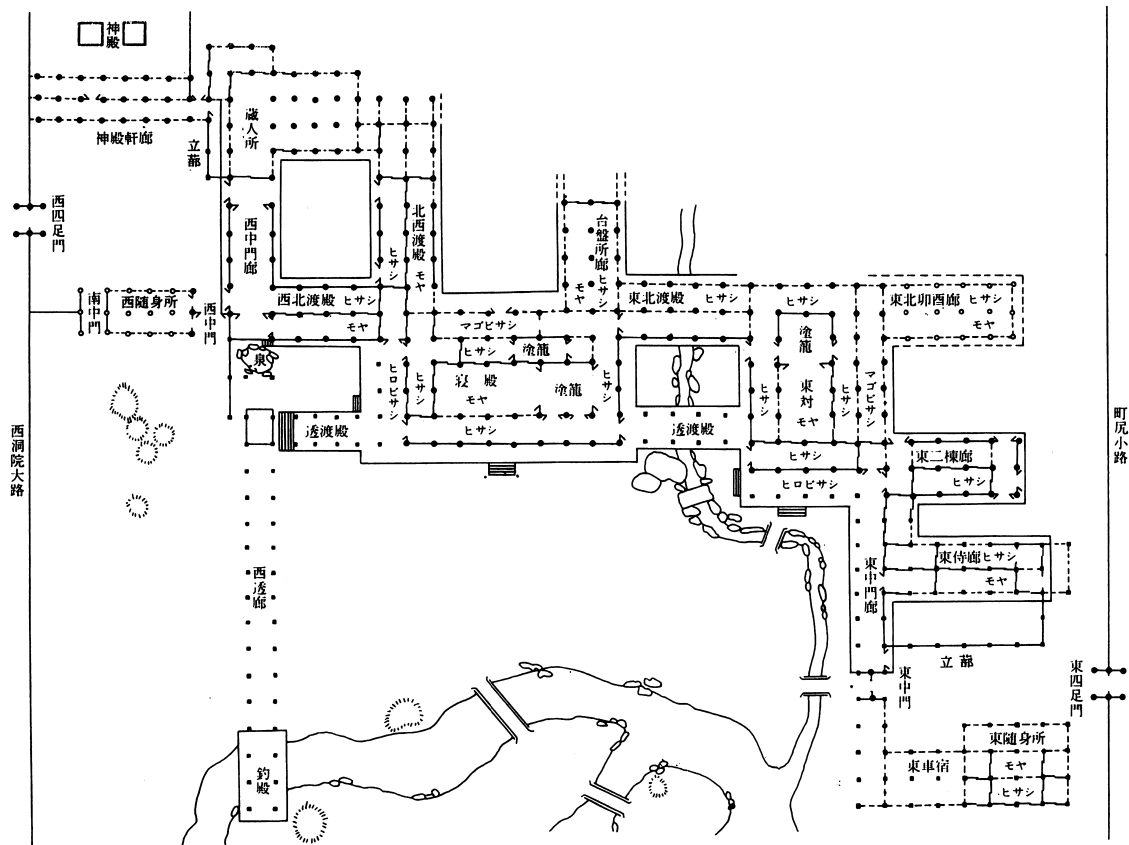 神殿
神殿軒廊
蔵人所
立蔀
西四足門
西中門廊
北西渡殿
モヤ
ヒサシ
台盤所廊
ヒサシ
モヤ
南中門
西随身所
西中門
西北渡殿
ヒサシ
モヤ
東北渡殿
ヒサシ
ヒサシ
東北卯酉廊
ヒサシ
モヤ
マゴビサシ
ヒサシ
塗籠
塗籠
泉
ヒロビサシ
ヒサシ
寝殿
モヤ
塗籠
ヒサシ
ヒサシ
東対
モヤ
ヒサシ
マゴビサシ
透渡殿
ヒサシ
透渡殿
ヒサシ
ヒロビサシ
東二棟廊
ヒサシ
西洞院大路
町尻小路
東侍廊
ヒサシ
モヤ
東中門廊
西透廊
立蔀
東中門
東四足門
釣殿
東随身所
東車宿
モヤ
ヒサシ